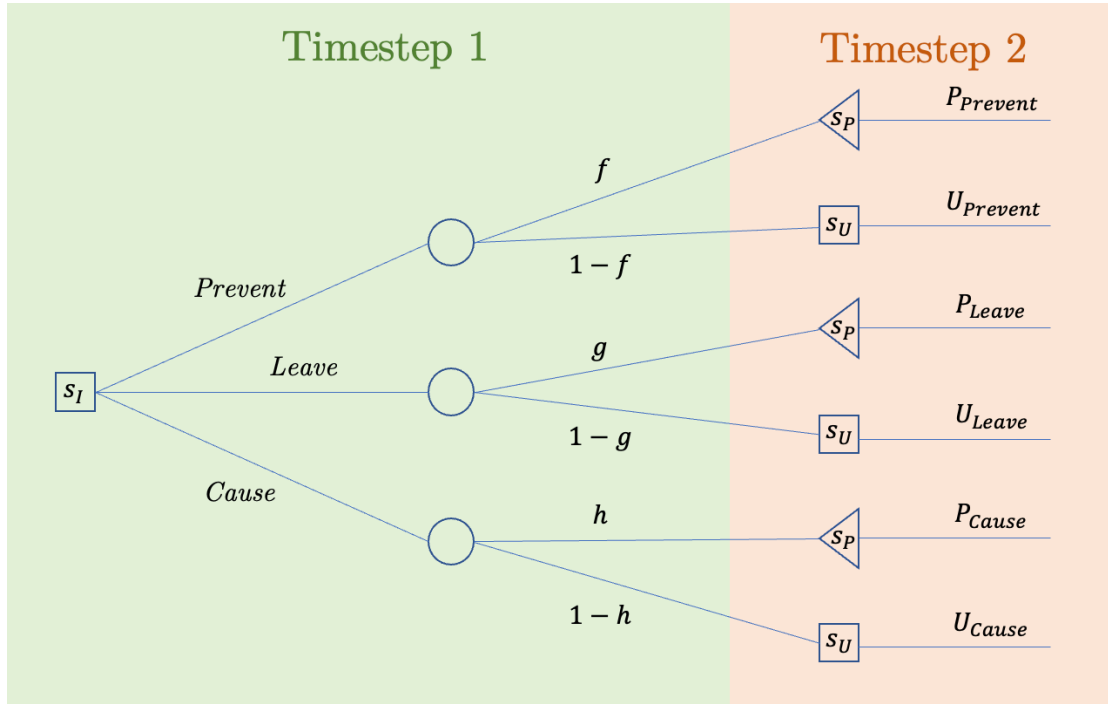 Timestep 1
Timestep 2
s_P
P_Prevent
f
s_U
U_Prevent
1 − f
Prevent
s_P
P_Leave
g
Leave
s_I
s_U
U_Leave
1 − g
Cause
s_P
P_Cause
h
s_U
U_Cause
1 − h